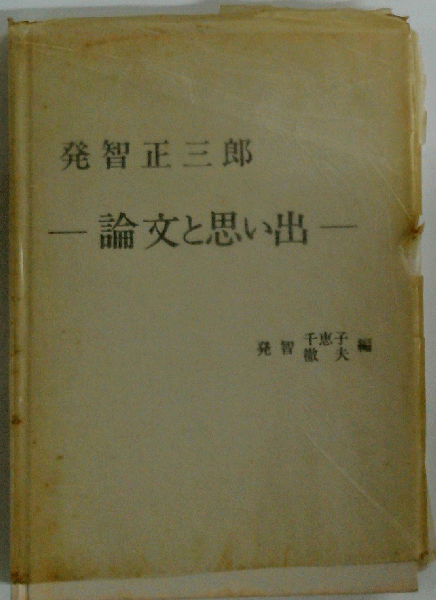 発智正三郎
―論文と思い出―
発智 千恵子 編
徹夫